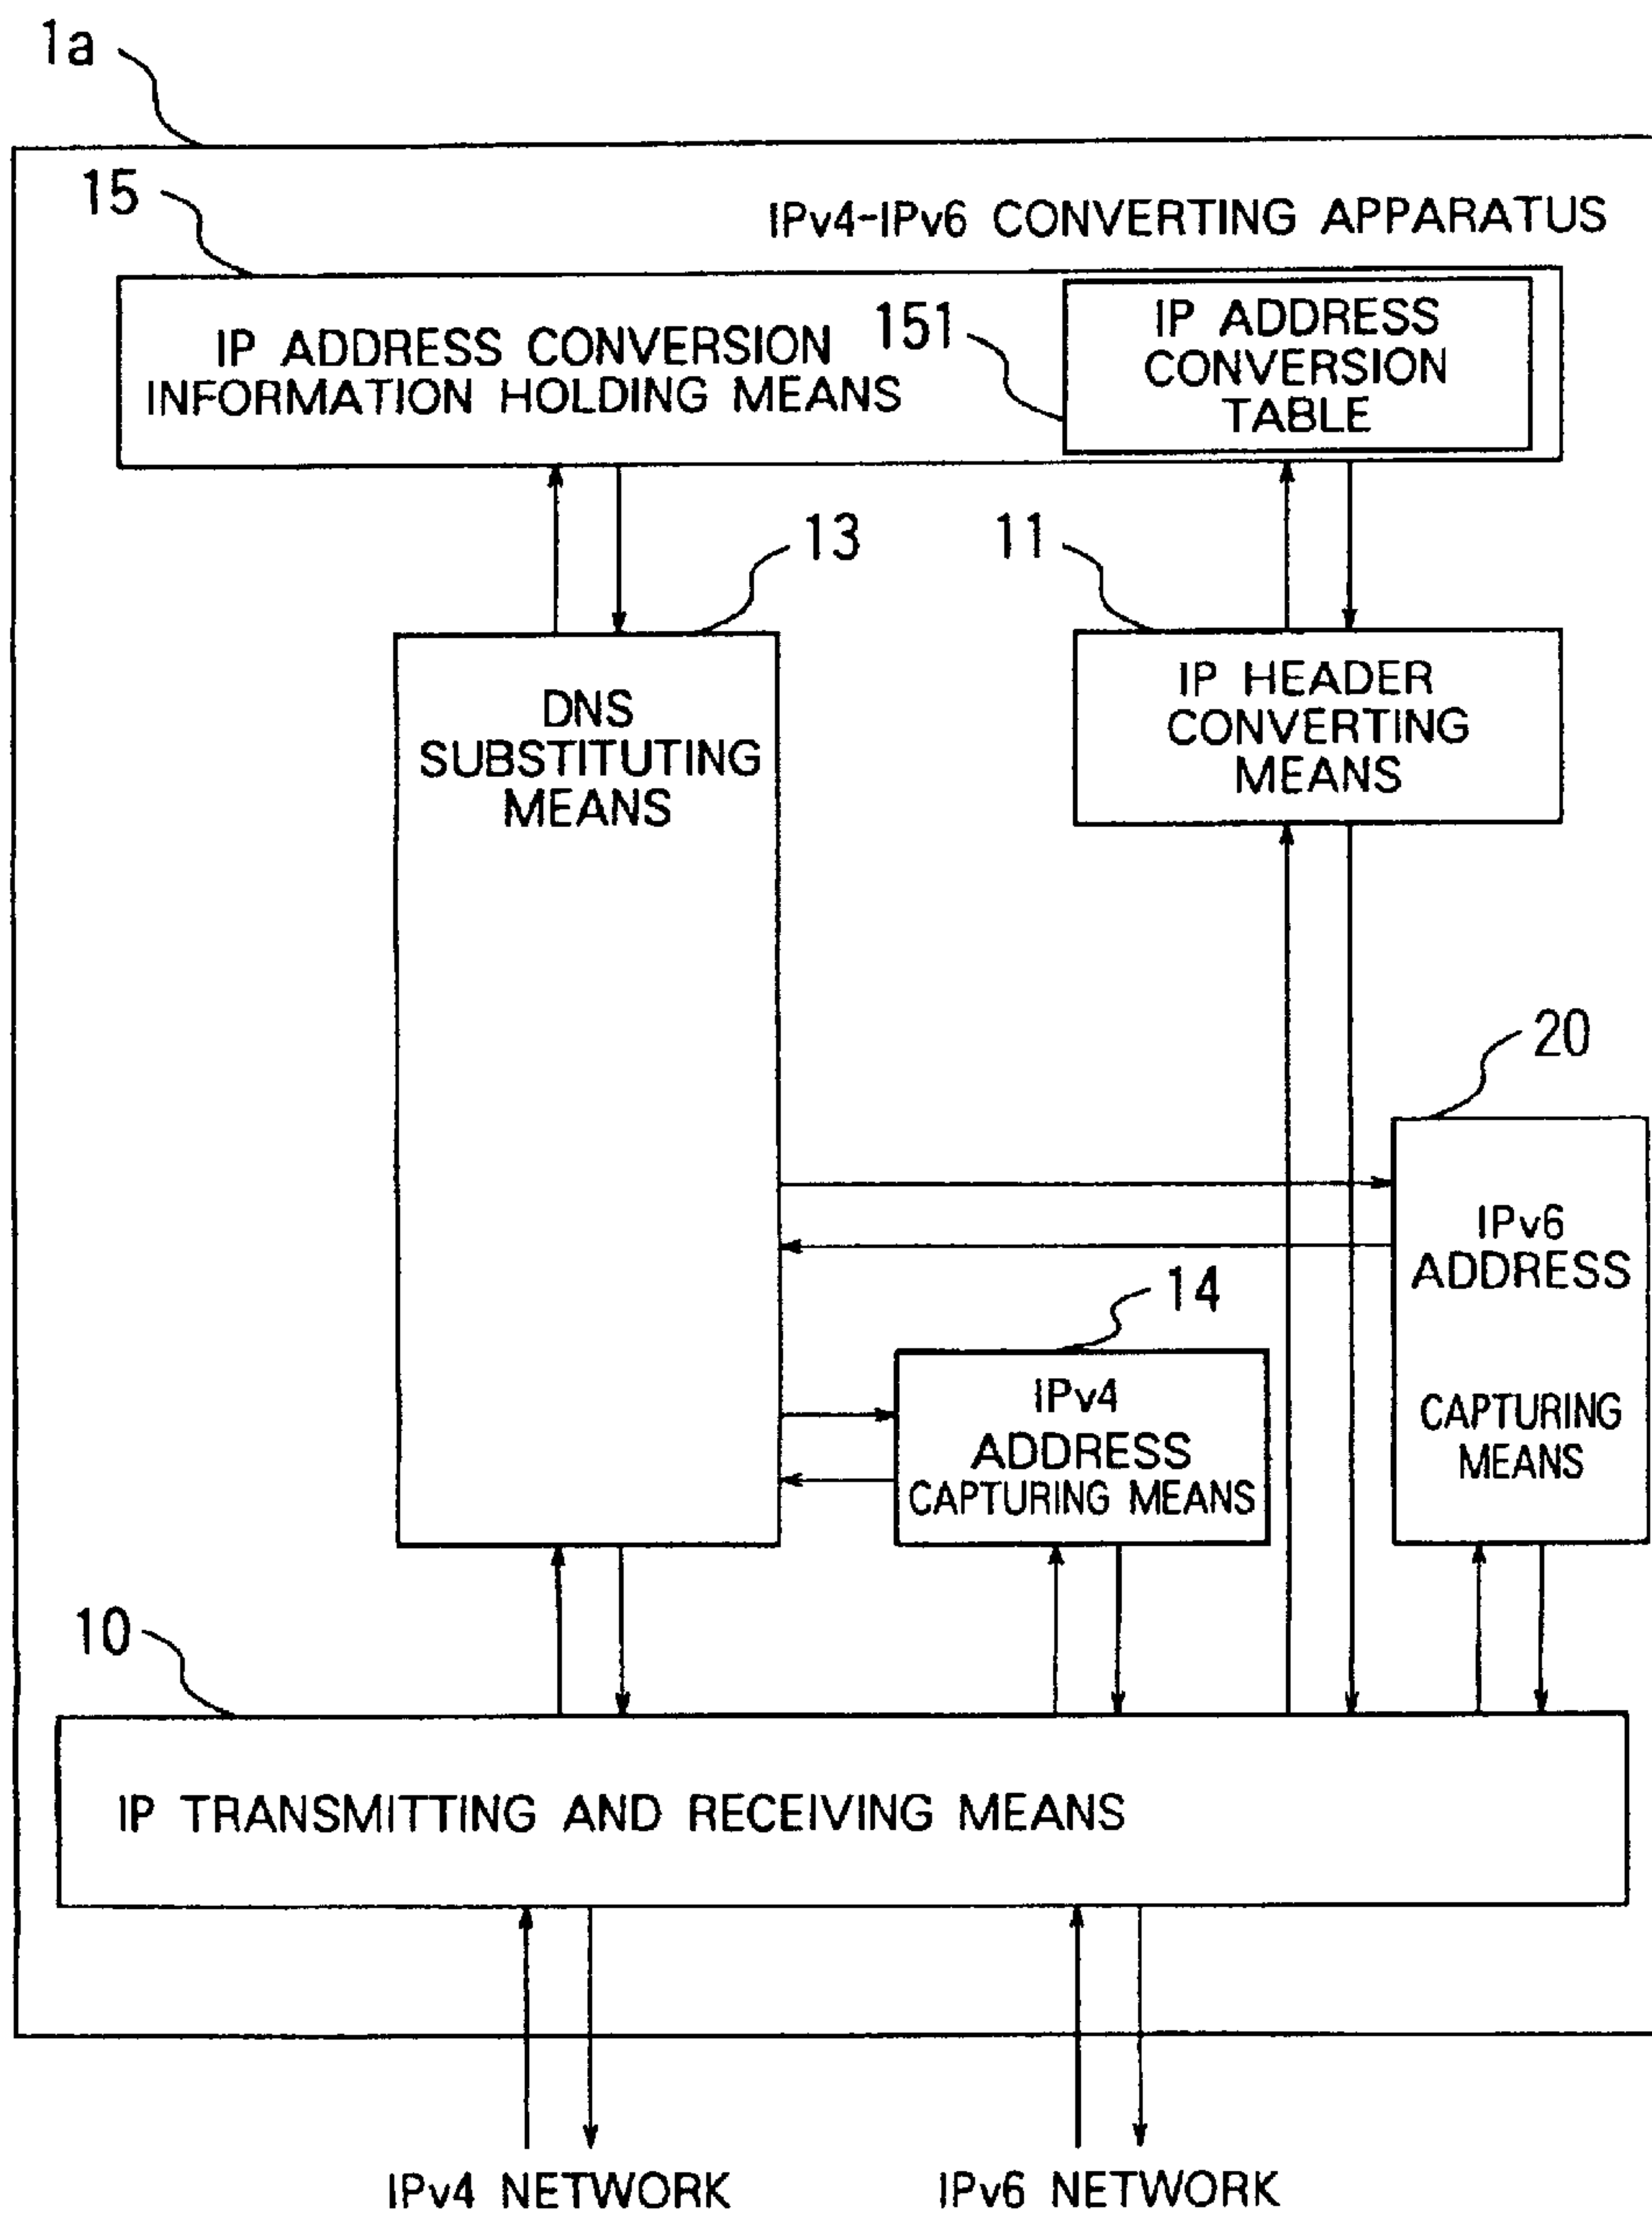 1a
15
IPv4-IPv6 CONVERTING APPARATUS
IP ADDRESS CONVERSION
INFORMATION HOLDING MEANS
151
IP ADDRESS
CONVERSION
TABLE
13
11
DNS
SUBSTITUTING
MEANS
IP HEADER
CONVERTING
MEANS
20
IPv6
ADDRESS
CAPTURING
MEANS
14
IPv4
ADDRESS
CAPTURING MEANS
10
IP TRANSMITTING AND RECEIVING MEANS
IPv4 NETWORK
IPv6 NETWORK